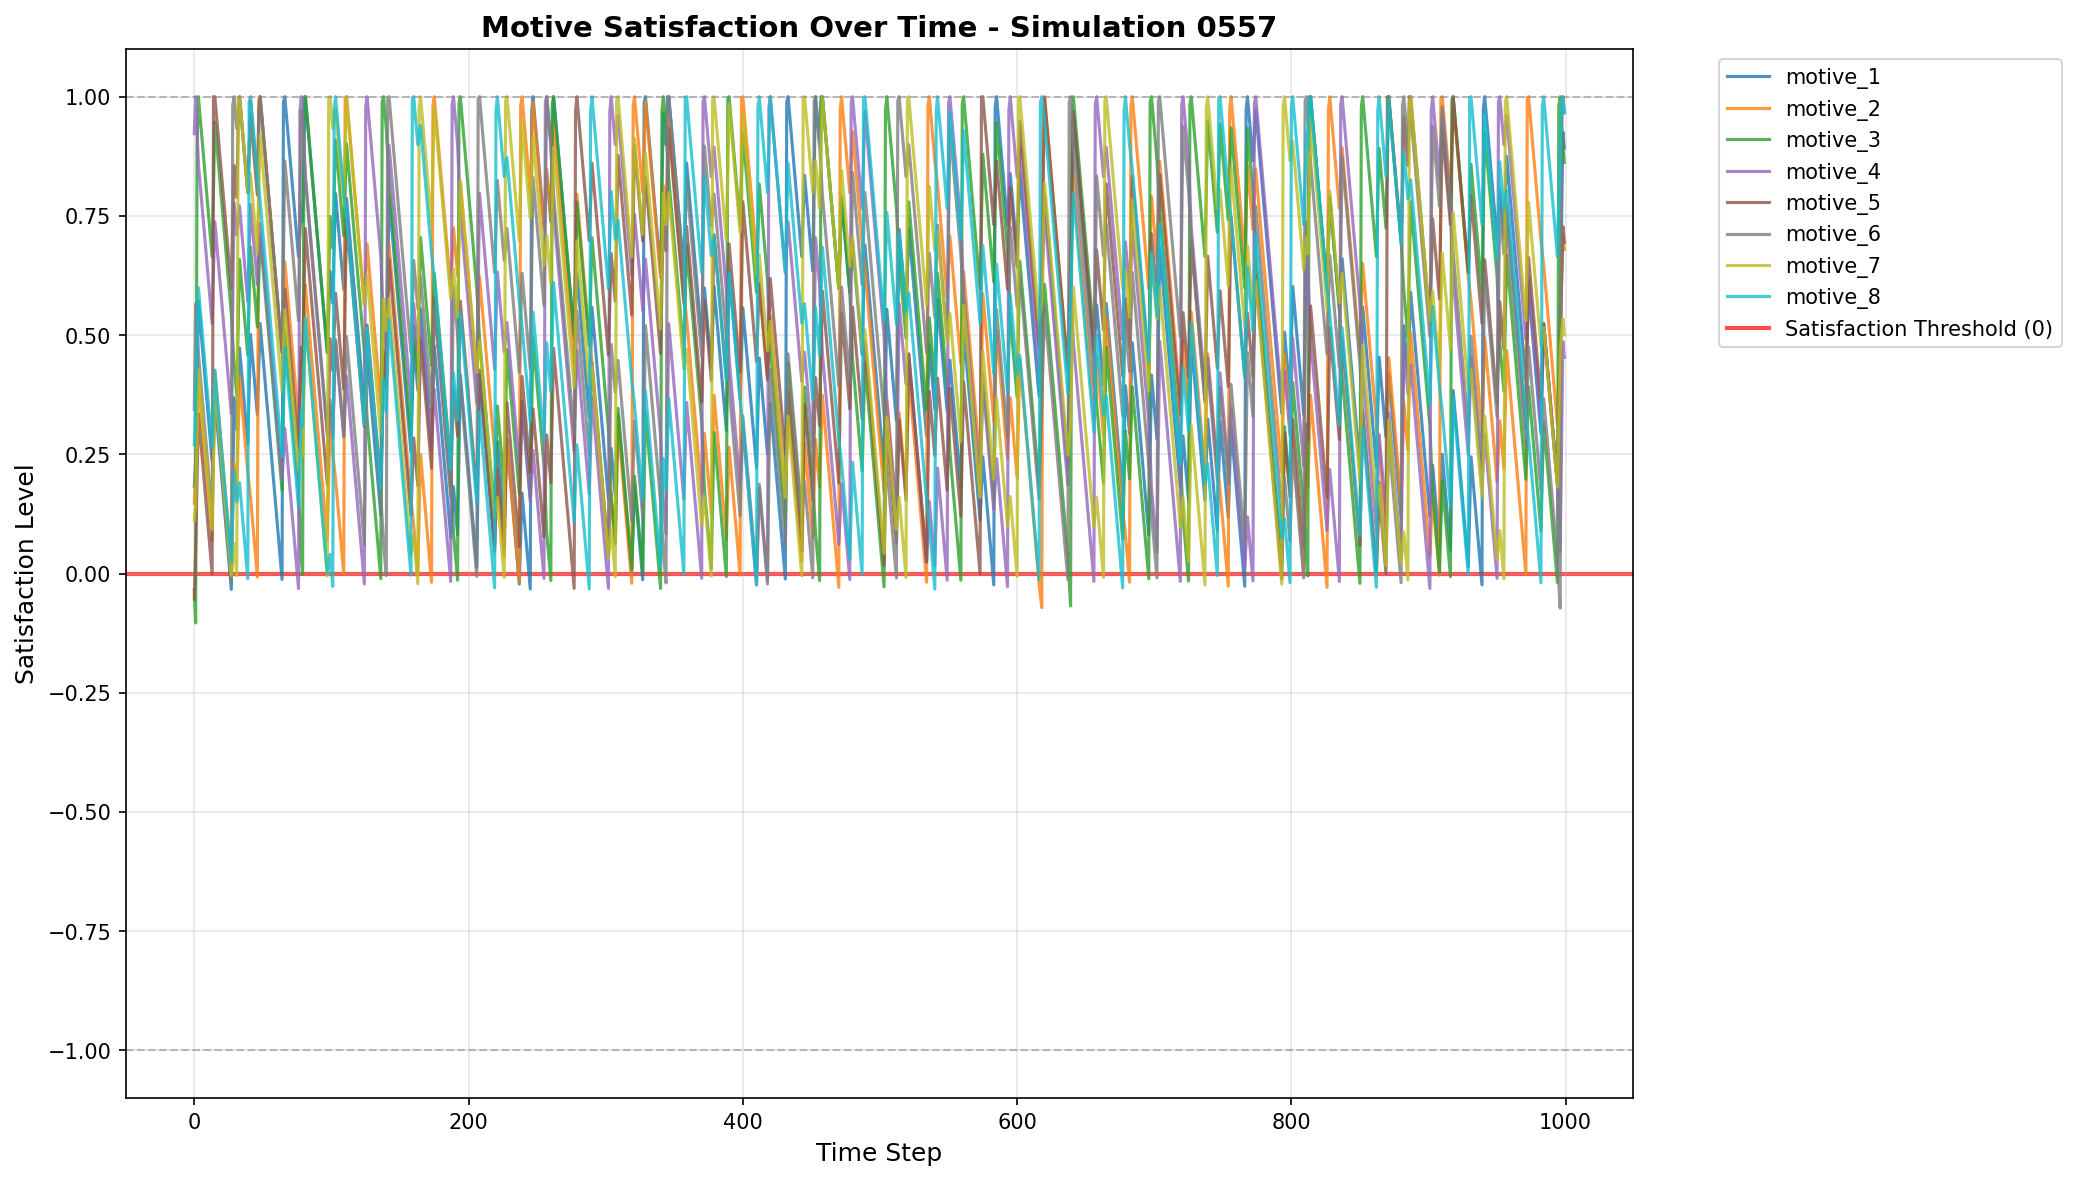 Motive Satisfaction Over Time - Simulation 0557
Satisfaction Level
1.00
0.75
0.50
0.25
0.00
−0.25
−0.50
−0.75
−1.00
0
200
400
600
800
1000
Time Step
motive_1
motive_2
motive_3
motive_4
motive_5
motive_6
motive_7
motive_8
Satisfaction Threshold (0)